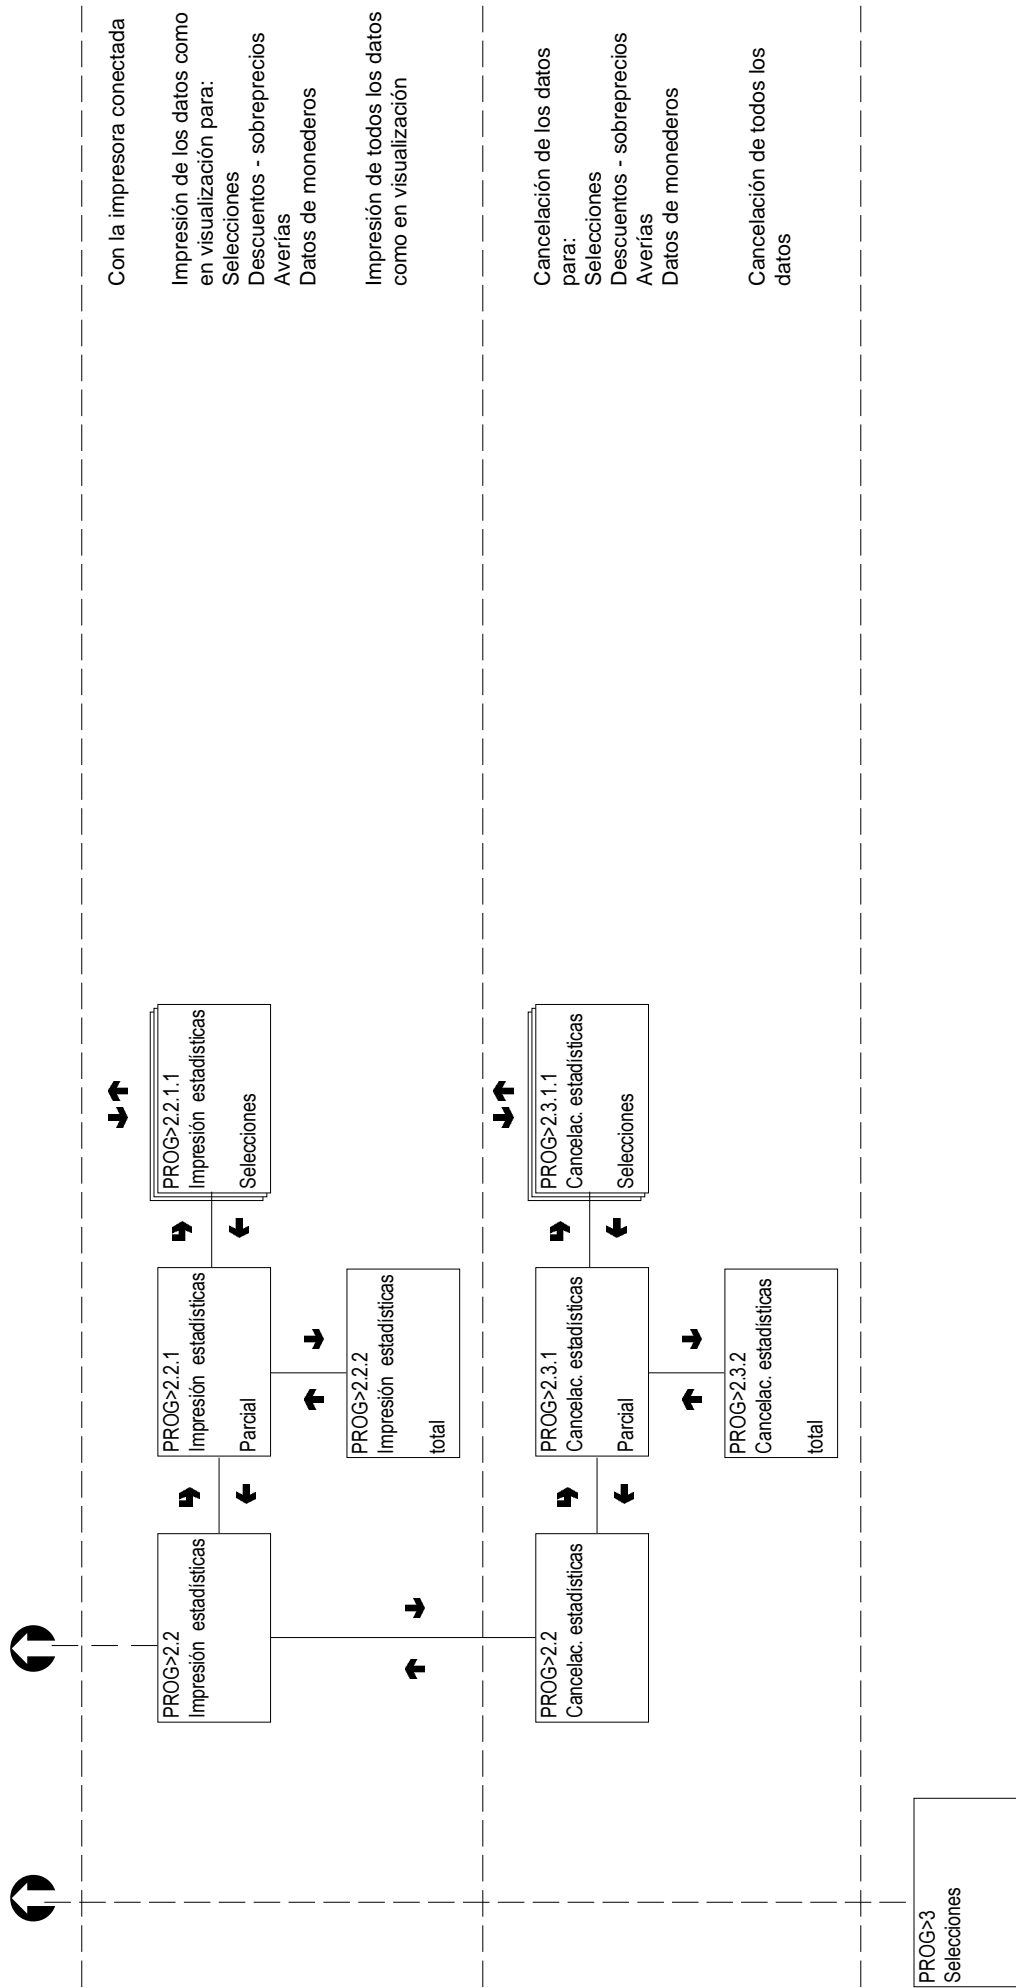 PROG>2.2
Impresión estadísticas
PROG>2.2.1
Impresión estadísticas
Parcial
PROG>2.2.1.1
Impresión estadísticas
Selecciones
Con la impresora conectada
Impresión de los datos como
en visualización para:
Selecciones
Descuentos - sobreprecios
Averías
Datos de monederos
PROG>2.2.2
Impresión estadísticas
total
Impresión de todos los datos
como en visualización
PROG>2.2
Cancelac. estadísticas
PROG>2.3.1
Cancelac. estadísticas
Parcial
PROG>2.3.1.1
Cancelac. estadísticas
Selecciones
Cancelación de los datos
para:
Selecciones
Descuentos - sobreprecios
Averías
Datos de monederos
PROG>2.3.2
Cancelac. estadísticas
total
Cancelación de todos los
datos
PROG>3
Selecciones